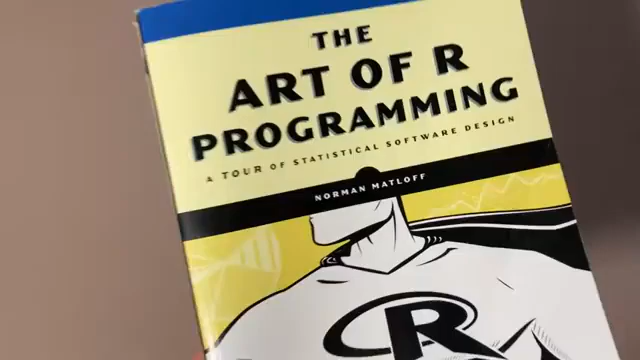 THE
ART OF R
PROGRAMMING
A TOUR OF STATISTICAL SOFTWARE DESIGN
NORMAN MATLOFF
R